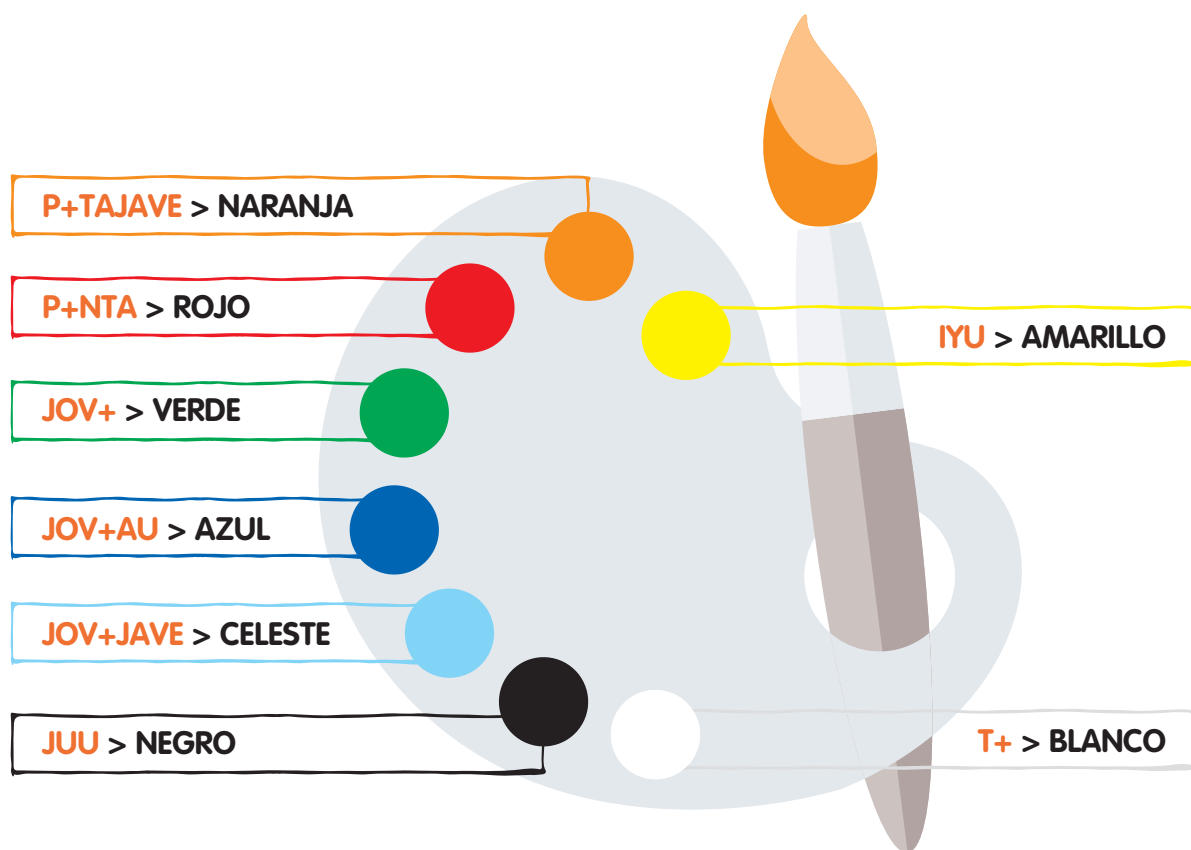 P+TAJAVE > NARANJA
P+NTA > ROJO
JOV+ > VERDE
JOV+AU > AZUL
JOV+JAVE > CELESTE
JUU > NEGRO
IYU > AMARILLO
T+ > BLANCO